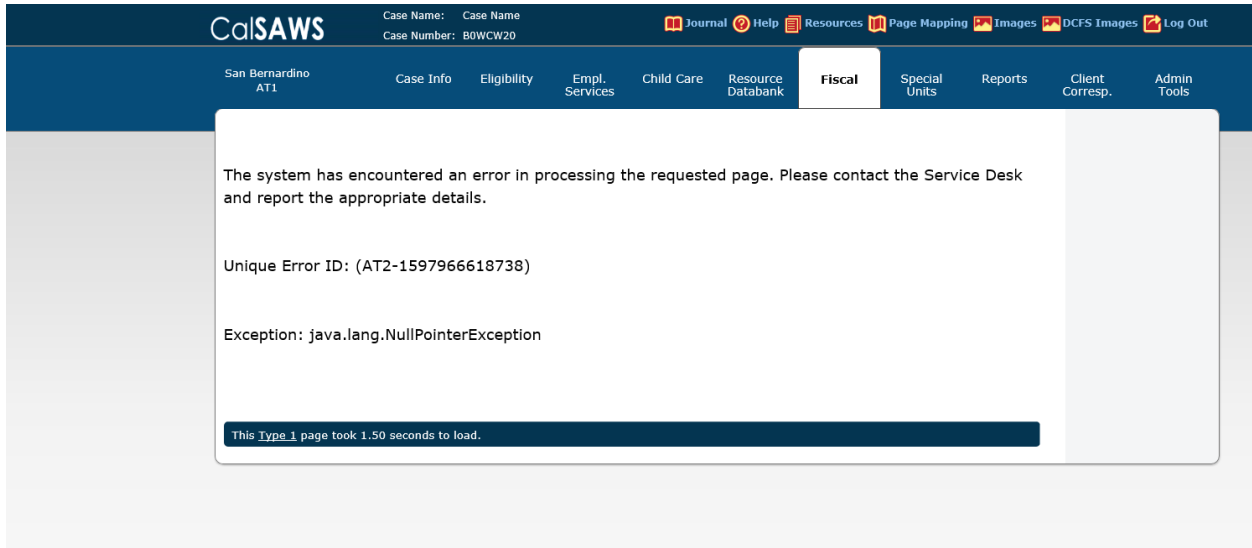 CalSAWS
Case Name: Case Name
Case Number: B0WCW20
Journal Help Resources Page Mapping Images DCFS Images Log Out
San Bernardino
AT1
Case Info
Eligibility
Empl.
Services
Child Care
Resource
Databank
Fiscal
Special
Units
Reports
Client
Corresp.
Admin
Tools
The system has encountered an error in processing the requested page. Please contact the Service Desk
and report the appropriate details.
Unique Error ID: (AT2-1597966618738)
Exception: java.lang.NullPointerException
This Type 1 page took 1.50 seconds to load.